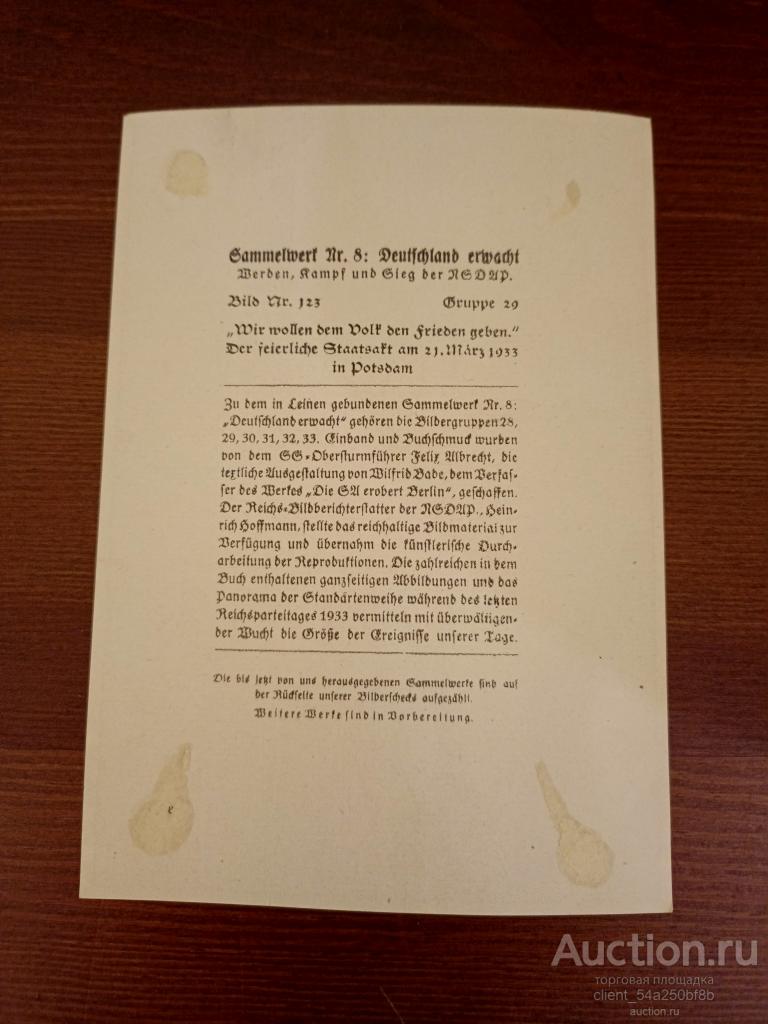 Sammelwerk Nr. 8: Deutschland erwacht
Werden, Kampf und Sieg der NSDAP.
Bild Nr. 123 Gruppe 29
„Wir wollen dem Volk den Frieden geben.“
Der feierliche Staatsakt am 21. März 1933
in Potsdam
Zu dem in Leinen gebundenen Sammelwerk Nr. 8:
„Deutschland erwacht“ gehören die Bildergruppen 28,
29, 30, 31, 32, 33. Einband und Buchschmuck wurden
von dem SS-Obersturmführer Felix Albrecht, die
textliche Ausgestaltung von Wilfrid Bade, dem Verfas-
ser des Werkes „Die SA erobert Berlin“, geschaffen.
Der Reichs-Bildberichterstatter der NSDAP., Hein-
rich Hoffmann, stellte das reichhaltige Bildmaterial zur
Verfügung und übernahm die künstlerische Durch-
arbeitung der Reproduktionen. Die zahlreichen in dem
Buch enthaltenen ganzseitigen Abbildungen und das
Panorama der Standartenweihe während des letzten
Reichsparteitages 1933 vermitteln mit überwältigen-
der Wucht die Größe der Ereignisse unserer Tage.
Die bis jetzt von uns herausgegebenen Sammelwerke sind auf
der Rückseite unserer Bilderschecks aufgezählt.
Weitere Werke sind in Vorbereitung.
e
Auction.ru
торговая площадка
client_54a250bf8b
auction.ru